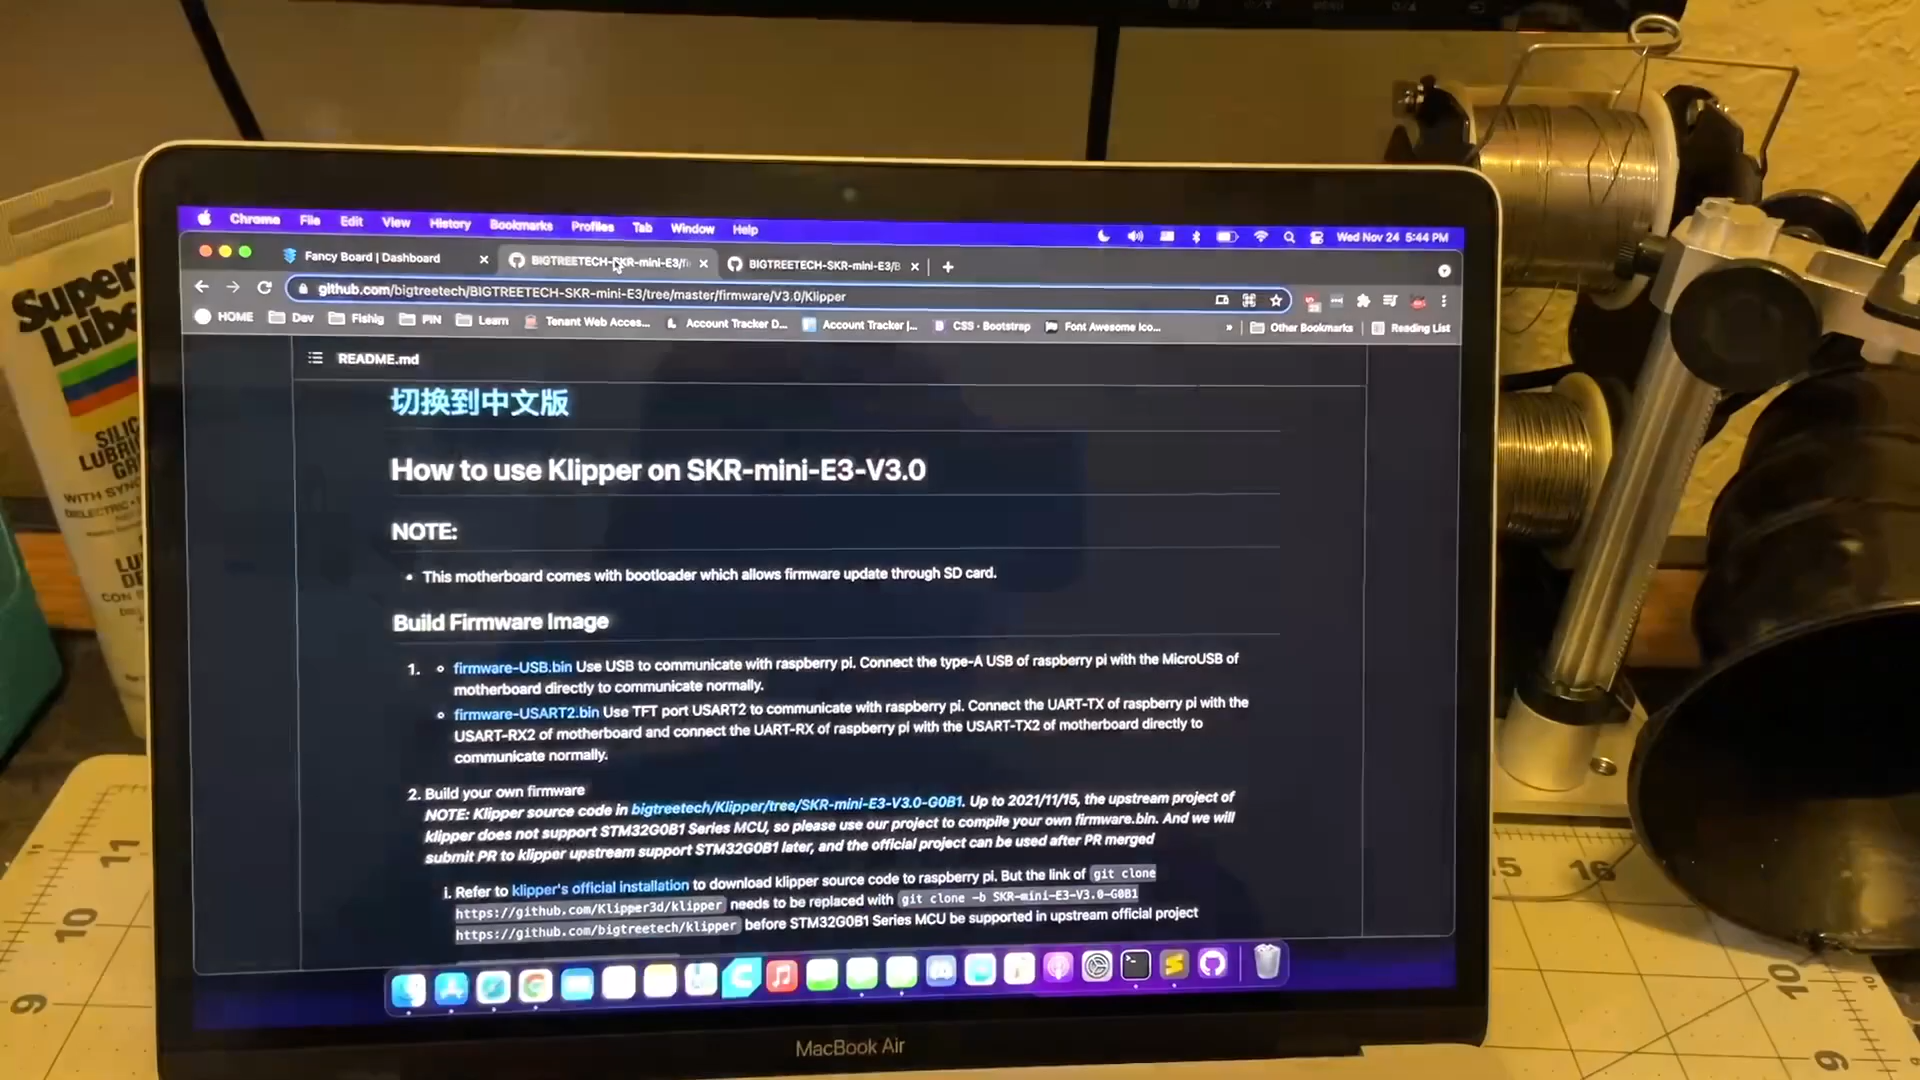 Chrome File Edit View History Bookmarks Profiles Tab Window Help Wed Nov 24 5:44 PM
Fancy Board | Dashboard BIGTREETECH-SKR-mini-E3/fi BIGTREETECH-SKR-mini-E3/B
github.com/bigtreetech/BIGTREETECH-SKR-mini-E3/tree/master/firmware/V3.0/Klipper
HOME Dev Fishig PIN Learn Tenant Web Acces... Account Tracker D... Account Tracker |... CSS · Bootstrap Font Awesome Ico... » Other Bookmarks Reading List
README.md
切换到中文版
How to use Klipper on SKR-mini-E3-V3.0
NOTE:
• This motherboard comes with bootloader which allows firmware update through SD card.
Build Firmware Image
1. ◦ firmware-USB.bin Use USB to communicate with raspberry pi. Connect the type-A USB of raspberry pi with the MicroUSB of
motherboard directly to communicate normally.
◦ firmware-USART2.bin Use TFT port USART2 to communicate with raspberry pi. Connect the UART-TX of raspberry pi with the
USART-RX2 of motherboard and connect the UART-RX of raspberry pi with the USART-TX2 of motherboard directly to
communicate normally.
2. Build your own firmware
NOTE: Klipper source code in bigtreetech/Klipper/tree/SKR-mini-E3-V3.0-G0B1. Up to 2021/11/15, the upstream project of
klipper does not support STM32G0B1 Series MCU, so please use our project to compile your own firmware.bin. And we will
submit PR to klipper upstream support STM32G0B1 later, and the official project can be used after PR merged
i. Refer to klipper's official installation to download klipper source code to raspberry pi. But the link of git clone
https://github.com/Klipper3d/klipper needs to be replaced with git clone -b SKR-mini-E3-V3.0-G0B1
https://github.com/bigtreetech/klipper before STM32G0B1 Series MCU be supported in upstream official project
MacBook Air
Super
Lube
11
10
9
15
10
9